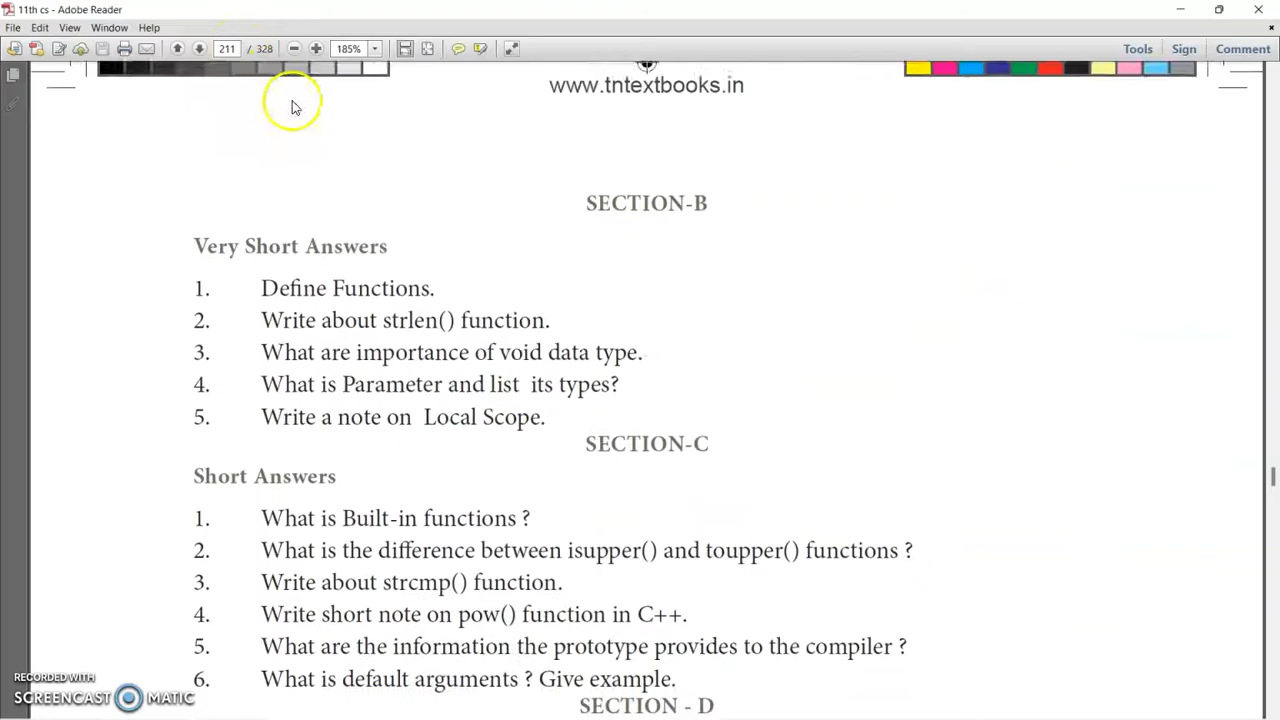 11th cs - Adobe Reader
File Edit View Window Help
211 / 328 185% Tools Sign Comment
www.tntextbooks.in
SECTION-B
Very Short Answers
1. Define Functions.
2. Write about strlen() function.
3. What are importance of void data type.
4. What is Parameter and list its types?
5. Write a note on Local Scope.
SECTION-C
Short Answers
1. What is Built-in functions ?
2. What is the difference between isupper() and toupper() functions ?
3. Write about strcmp() function.
4. Write short note on pow() function in C++.
5. What are the information the prototype provides to the compiler ?
6. What is default arguments ? Give example.
SECTION - D
RECORDED WITH
SCREENCAST MATIC